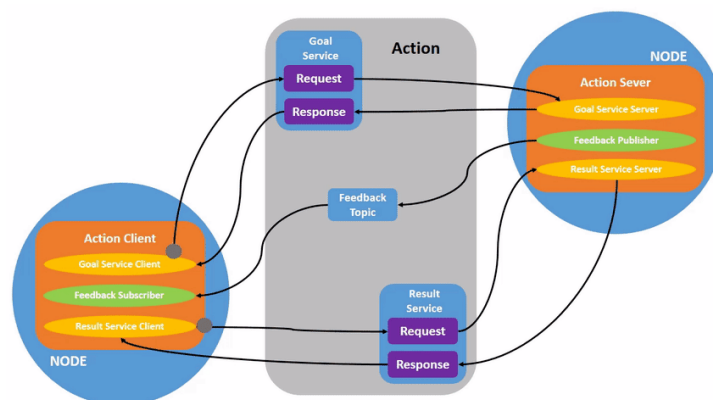 Goal
Service
Request
Response
Action
NODE
Action Sever
Goal Service Server
Feedback Publisher
Result Service Server
Feedback
Topic
Action Client
Goal Service Client
Feedback Subscriber
Result Service Client
NODE
Result
Service
Request
Response